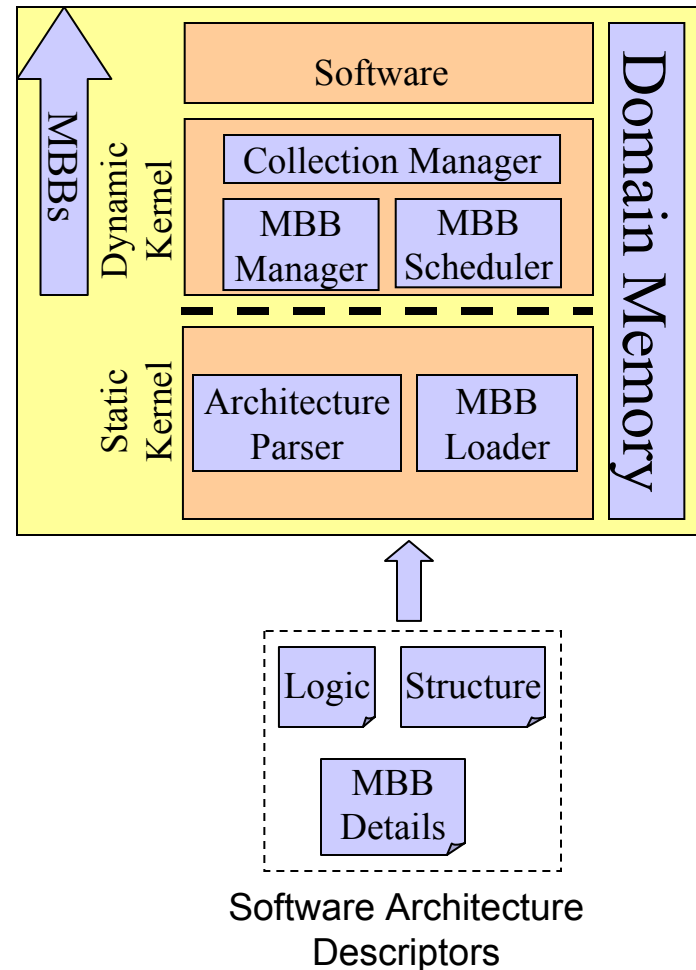 MBBs
Software
Domain Memory
Dynamic
Kernel
Collection Manager
MBB
Manager
MBB
Scheduler
Static
Kernel
Architecture
Parser
MBB
Loader
Logic
Structure
MBB
Details
Software Architecture
Descriptors